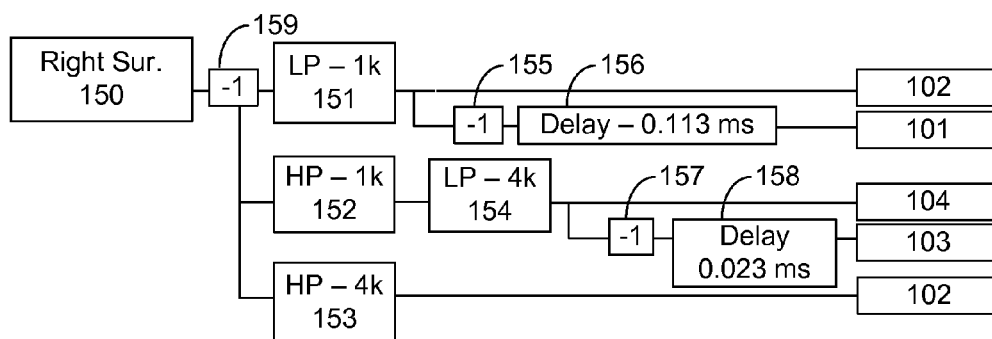 159
Right Sur.
150
-1
LP – 1k
151
155
156
-1
Delay – 0.113 ms
102
101
HP – 1k
152
LP – 4k
154
157
158
-1
Delay
0.023 ms
104
103
HP – 4k
153
102